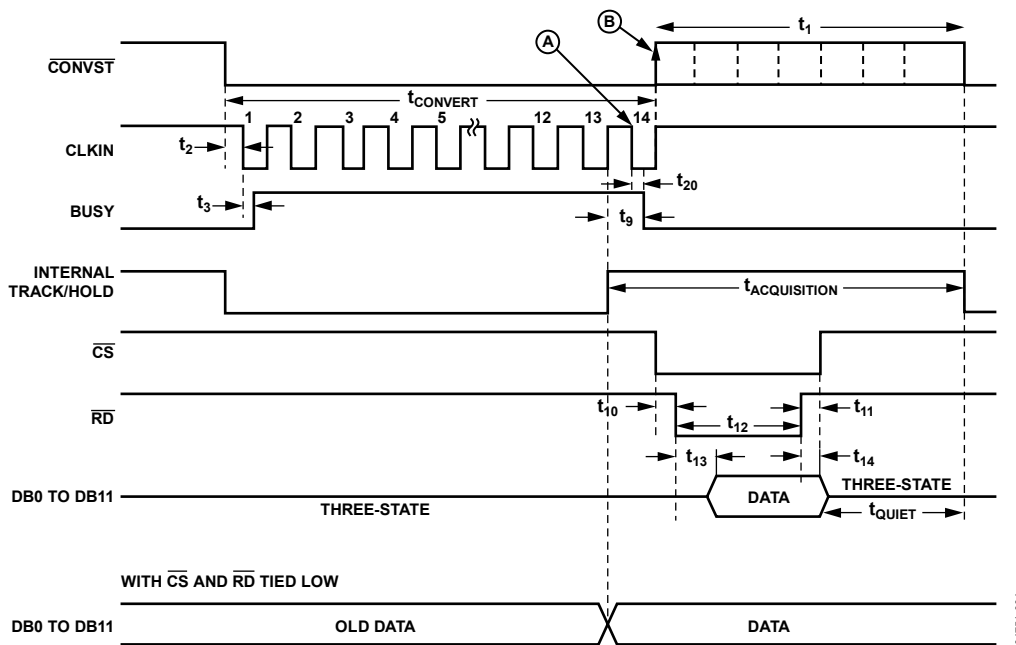 B
t1
A
CONVST
tCONVERT
1 2 3 4 5 12 13 14
CLKIN
t2
t20
t3
BUSY
t9
INTERNAL
TRACK/HOLD
tACQUISITION
CS
t10
t11
RD
t12
t13
t14
THREE-STATE
DB0 TO DB11
DATA
THREE-STATE
tQUIET
WITH CS AND RD TIED LOW
DB0 TO DB11
OLD DATA
DATA